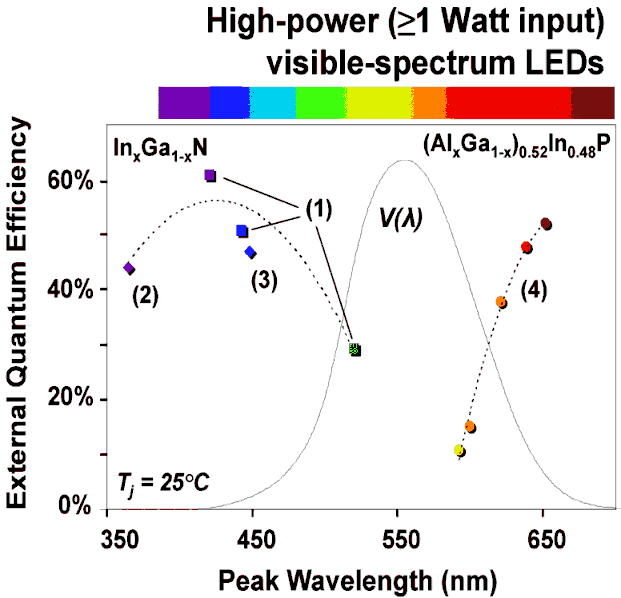 High-power (≥1 Watt input)
visible-spectrum LEDs
InₓGa₁₋ₓN
(AlₓGa₁₋ₓ)₀.₅₂In₀.₄₈P
60%
40%
20%
0%
External Quantum Efficiency
(1)
V(λ)
(2)
(3)
(4)
Tⱼ = 25°C
350
450
550
650
Peak Wavelength (nm)